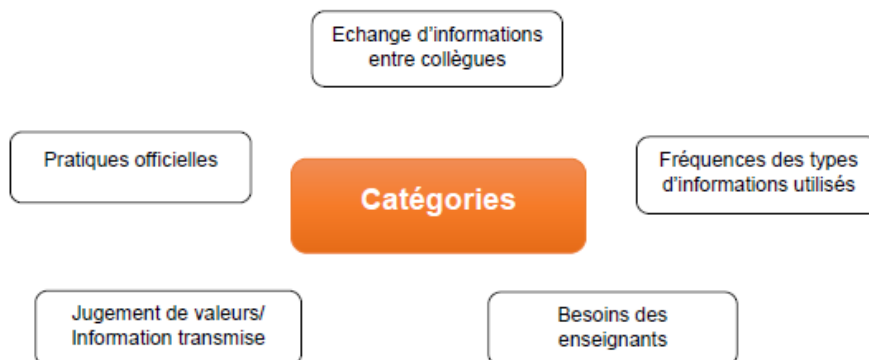 Echange d'informations
entre collègues
Pratiques officielles
Catégories
Fréquences des types
d'informations utilisés
Jugement de valeurs/
Information transmise
Besoins des
enseignants